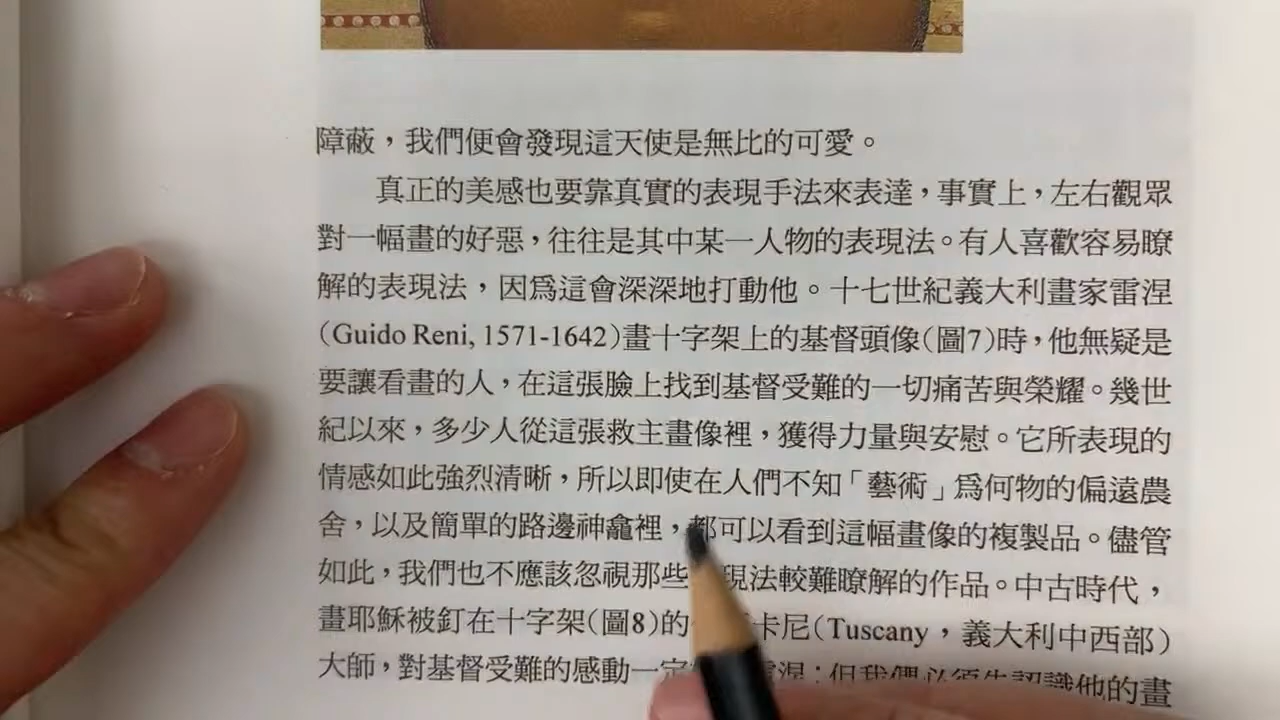 障蔽，我們便會發現這天使是無比的可愛。
真正的美感也要靠真實的表現手法來表達，事實上，左右觀眾
對一幅畫的好惡，往往是其中某一人物的表現法。有人喜歡容易瞭
解的表現法，因爲這會深深地打動他。十七世紀義大利畫家雷涅
（Guido Reni, 1571-1642）畫十字架上的基督頭像（圖7）時，他無疑是
要讓看畫的人，在這張臉上找到基督受難的一切痛苦與榮耀。幾世
紀以來，多少人從這張救主畫像裡，獲得力量與安慰。它所表現的
情感如此強烈清晰，所以即使在人們不知「藝術」爲何物的偏遠農
舍，以及簡單的路邊神龕裡，都可以看到這幅畫像的複製品。儘管
如此，我們也不應該忽視那些現法較難瞭解的作品。中古時代，
畫耶穌被釘在十字架（圖8）的卡尼（Tuscany，義大利中西部）
大師，對基督受難的感動一定雷涅；但我們必須先認識他的畫